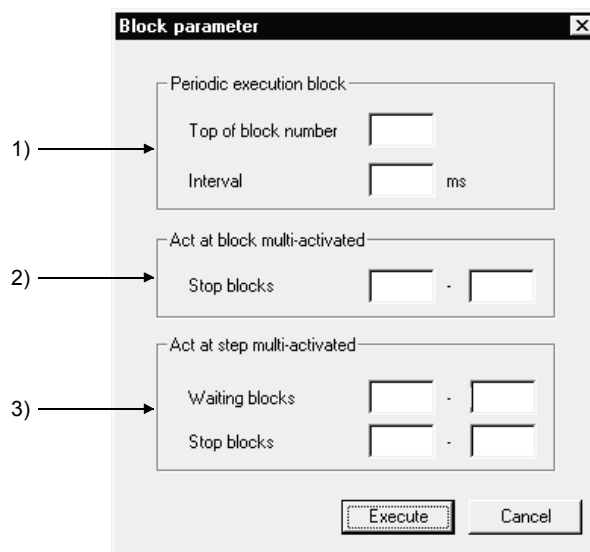 Block parameter
Periodic execution block
1)
Top of block number
Interval ms
Act at block multi-activated
2)
Stop blocks -
Act at step multi-activated
3)
Waiting blocks -
Stop blocks -
Execute Cancel